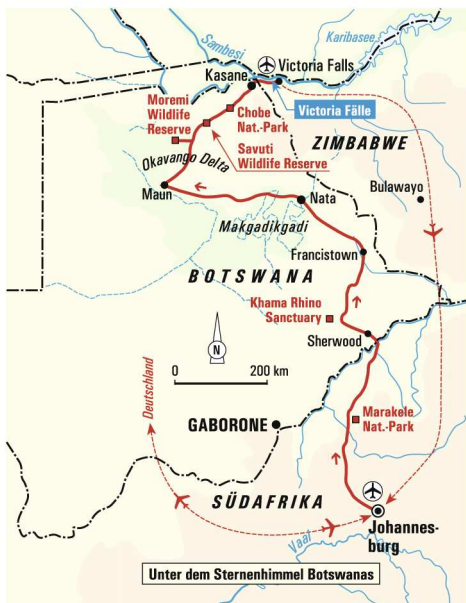 Sambesi
Karibasee
Victoria Falls
Kasane
Victoria Fälle
Moremi
Wildlife
Reserve
Chobe
Nat.-Park
Savuti
Wildlife Reserve
ZIMBABWE
Okavango Delta
Maun
Nata
Bulawayo
Makgadikgadi
Francistown
BOTSWANA
Khama Rhino
Sanctuary
Sherwood
N
0 200 km
Deutschland
GABORONE
Marakele
Nat.-Park
SÜDAFRIKA
Johannes-
burg
Vaal
Unter dem Sternenhimmel Botswanas